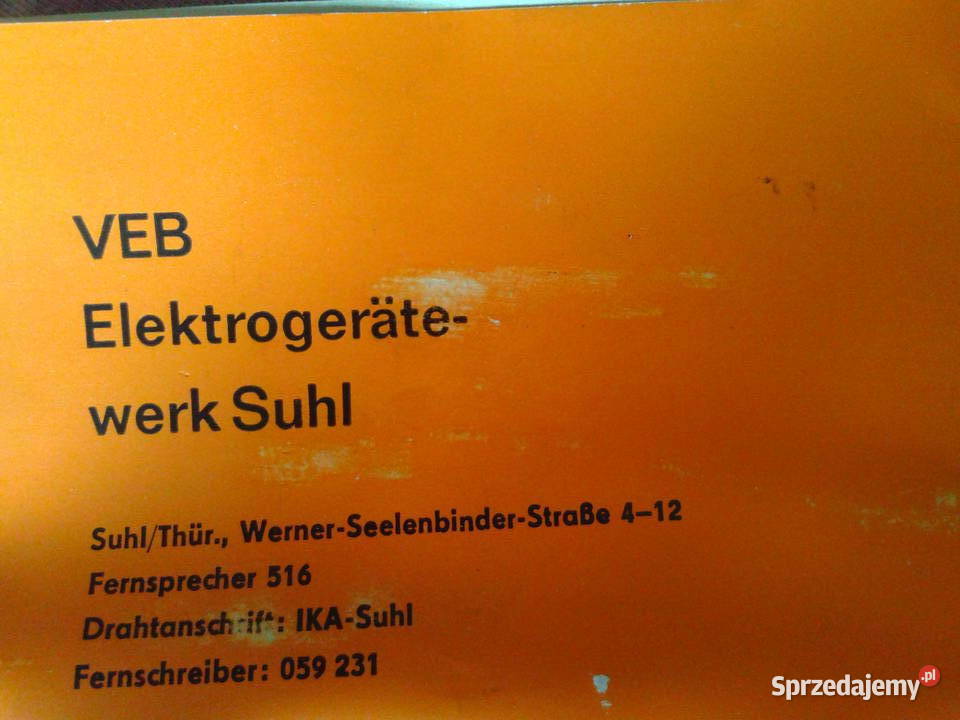 VEB
Elektrogeräte-
werk Suhl
Suhl/Thür., Werner-Seelenbinder-Straße 4–12
Fernsprecher 516
Drahtanschrift: IKA-Suhl
Fernschreiber: 059 231
Sprzedajemy.pl